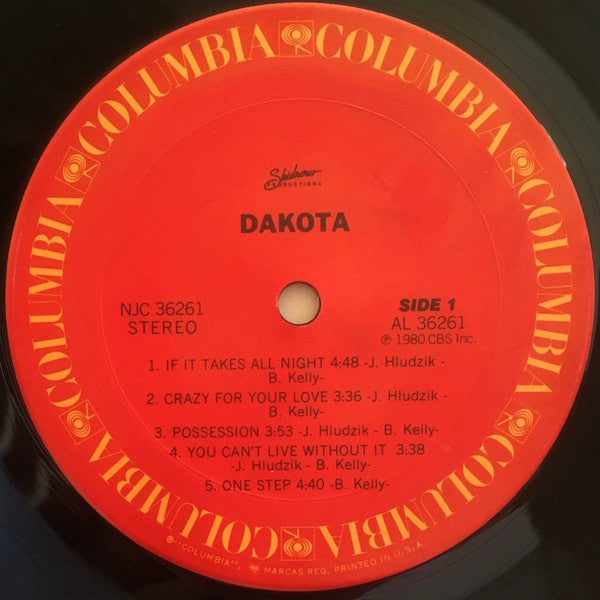 COLUMBIA COLUMBIA COLUMBIA COLUMBIA COLUMBIA COLUMBIA
Skidrow
PRODUCTIONS
DAKOTA
NJC 36261
STEREO
SIDE 1
AL 36261
℗ 1980 CBS Inc.
1. IF IT TAKES ALL NIGHT 4:48 -J. Hludzik -
B. Kelly-
2. CRAZY FOR YOUR LOVE 3:36 -J. Hludzik -
B. Kelly-
3. POSSESSION 3:53 -J. Hludzik - B. Kelly-
4. YOU CAN'T LIVE WITHOUT IT 3:38
-J. Hludzik - B. Kelly-
5. ONE STEP 4:40 -B. Kelly-
"COLUMBIA", MARCAS REG. PRINTED IN U.S.A.